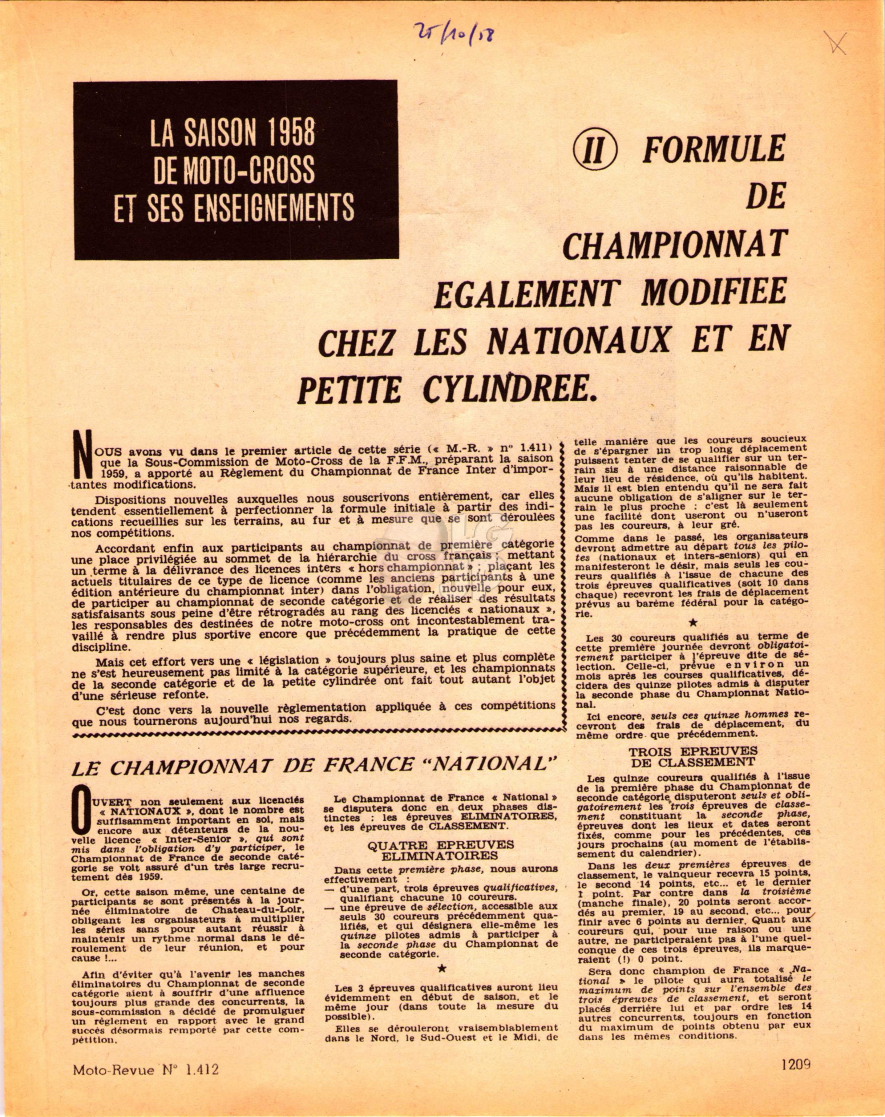 25/10/58
X
LA SAISON 1958
DE MOTO-CROSS
ET SES ENSEIGNEMENTS
II FORMULE
DE
CHAMPIONNAT
EGALEMENT MODIFIEE
CHEZ LES NATIONAUX ET EN
PETITE CYLINDREE.
NOUS avons vu dans le premier article de cette série (« M.-R. » n° 1.411)
que la Sous-Commission de Moto-Cross de la F.F.M., préparant la saison
1959, a apporté au Règlement du Championnat de France Inter d'impor-
tantes modifications.
Dispositions nouvelles auxquelles nous souscrivons entièrement, car elles
tendent essentiellement à perfectionner la formule initiale à partir des indi-
cations recueillies sur les terrains, au fur et à mesure que se sont déroulées
nos compétitions.
Accordant enfin aux participants au championnat de première catégorie
une place privilégiée au sommet de la hiérarchie du cross français ; mettant
un terme à la délivrance des licences inters « hors championnat » ; plaçant les
actuels titulaires de ce type de licence (comme les anciens participants à une
édition antérieure du championnat inter) dans l'obligation, nouvelle pour eux,
de participer au championnat de seconde catégorie et de réaliser des résultats
satisfaisants sous peine d'être rétrogradés au rang des licenciés « nationaux »,
les responsables des destinées de notre moto-cross ont incontestablement tra-
vaillé à rendre plus sportive encore que précédemment la pratique de cette
discipline.
Mais cet effort vers une « législation » toujours plus saine et plus complète
ne s'est heureusement pas limité à la catégorie supérieure, et les championnats
de la seconde catégorie et de la petite cylindrée ont fait tout autant l'objet
d'une sérieuse refonte.
C'est donc vers la nouvelle règlementation appliquée à ces compétitions
que nous tournerons aujourd'hui nos regards.
LE CHAMPIONNAT DE FRANCE "NATIONAL"
OUVERT non seulement aux licenciés
« NATIONAUX », dont le nombre est
suffisamment important en soi, mais
encore aux détenteurs de la nou-
velle licence « Inter-Senior », qui sont
mis dans l'obligation d'y participer, le
Championnat de France de seconde caté-
gorie se voit assuré d'un très large recru-
tement dès 1959.
Or, cette saison même, une centaine de
participants se sont présentés à la jour-
née éliminatoire de Chateau-du-Loir,
obligeant les organisateurs à multiplier
les séries sans pour autant réussir à
maintenir un rythme normal dans le dé-
roulement de leur réunion, et pour
cause !...
Afin d'éviter qu'à l'avenir les manches
éliminatoires du Championnat de seconde
catégorie aient à souffrir d'une affluence
toujours plus grande des concurrents, la
sous-commission a décidé de promulguer
un règlement en rapport avec le grand
succès désormais remporté par cette com-
pétition.
Le Championnat de France « National »
se disputera donc en deux phases dis-
tinctes : les épreuves ELIMINATOIRES,
et les épreuves de CLASSEMENT.
QUATRE EPREUVES
ELIMINATOIRES
Dans cette première phase, nous aurons
effectivement :
— d'une part, trois épreuves qualificatives,
qualifiant chacune 10 coureurs.
— une épreuve de sélection, accessible aux
seuls 30 coureurs précédemment qua-
lifiés, et qui désignera elle-même les
quinze pilotes admis à participer à
la seconde phase du Championnat de
seconde catégorie.
★
Les 3 épreuves qualificatives auront lieu
évidemment en début de saison, et le
même jour (dans toute la mesure du
possible).
Elles se dérouleront vraisemblablement
dans le Nord, le Sud-Ouest et le Midi, de
telle manière que les coureurs soucieux
de s'épargner un trop long déplacement
puissent tenter de se qualifier sur un ter-
rain sis à une distance raisonnable de
leur lieu de résidence, où qu'ils habitent.
Mais il est bien entendu qu'il ne sera fait
aucune obligation de s'aligner sur le ter-
rain le plus proche ; c'est là seulement
une facilité dont useront ou n'useront
pas les coureurs, à leur gré.
Comme dans le passé, les organisateurs
devront admettre au départ tous les pilo-
tes (nationaux et inters-seniors) qui en
manifesteront le désir, mais seuls les cou-
reurs qualifiés à l'issue de chacune des
trois épreuves qualificatives (soit 10 dans
chaque) recevront les frais de déplacement
prévus au barème fédéral pour la catégo-
rie.
★
Les 30 coureurs qualifiés au terme de
cette première journée devront obligatoi-
rement participer à l'épreuve dite de sé-
lection. Celle-ci, prévue environ un
mois après les courses qualificatives, dé-
cidera des quinze pilotes admis à disputer
la seconde phase du Championnat Natio-
nal.
Ici encore, seuls ces quinze hommes re-
cevront des frais de déplacement, du
même ordre que précédemment.
TROIS EPREUVES
DE CLASSEMENT
Les quinze coureurs qualifiés à l'issue
de la première phase du Championnat de
seconde catégorie disputeront seuls et obli-
gatoirement les trois épreuves de classe-
ment constituant la seconde phase,
épreuves dont les lieux et dates seront
fixés, comme pour les précédentes, ces
jours prochains (au moment de l'établis-
sement du calendrier).
Dans les deux premières épreuves de
classement, le vainqueur recevra 15 points,
le second 14 points, etc... et le dernier
1 point. Par contre dans la troisième
(manche finale), 20 points seront accor-
dés au premier, 19 au second, etc... pour
finir avec 6 points au dernier. Quant aux
coureurs qui, pour une raison ou une
autre, ne participeraient pas à l'une quel-
conque de ces trois épreuves, ils marque-
raient (!) 0 point.
Sera donc champion de France « Na-
tional » le pilote qui aura totalisé le
maximum de points sur l'ensemble des
trois épreuves de classement, et seront
placés derrière lui et par ordre les 14
autres concurrents, toujours en fonction
du maximum de points obtenu par eux
dans les mêmes conditions.
Moto-Revue N° 1.412
1209